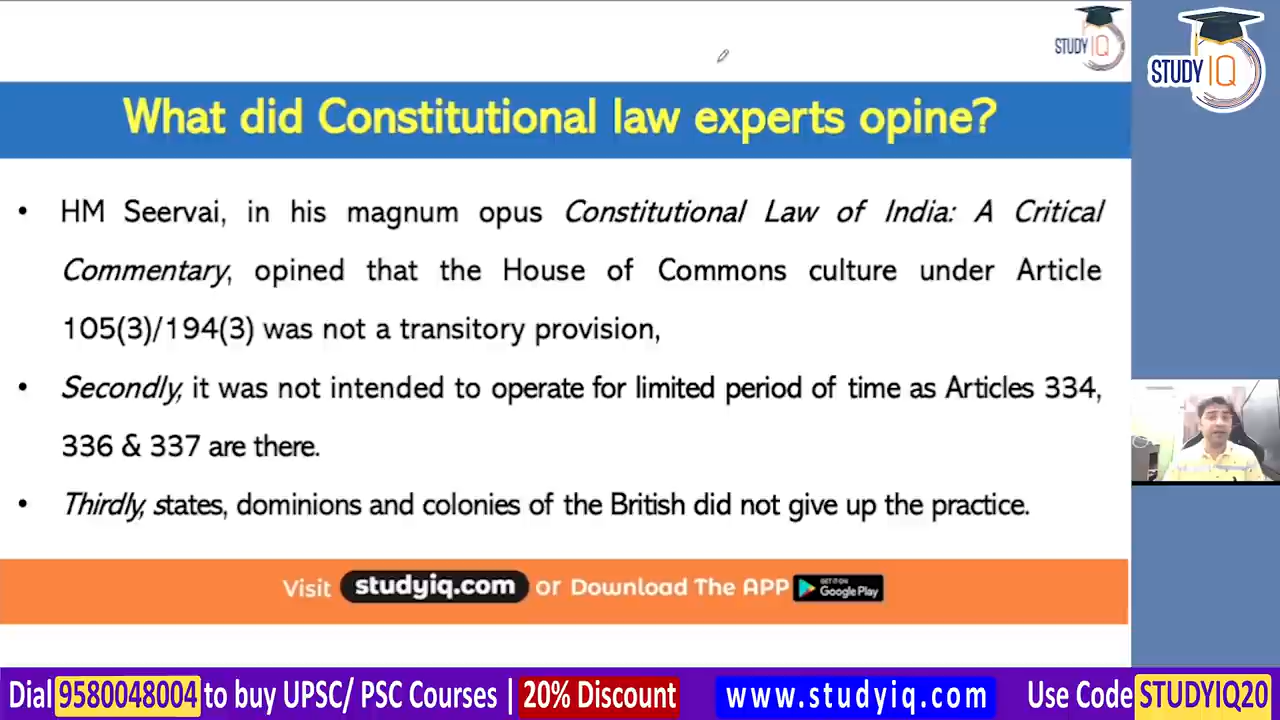 STUDY IQ
STUDY IQ
What did Constitutional law experts opine?
• HM Seervai, in his magnum opus Constitutional Law of India: A Critical
Commentary, opined that the House of Commons culture under Article
105(3)/194(3) was not a transitory provision,
• Secondly, it was not intended to operate for limited period of time as Articles 334,
336 & 337 are there.
• Thirdly, states, dominions and colonies of the British did not give up the practice.
Visit studyiq.com or Download The APP GET IT ON Google Play
Dial 9580048004 to buy UPSC/ PSC Courses | 20% Discount www.studyiq.com Use Code STUDYIQ20